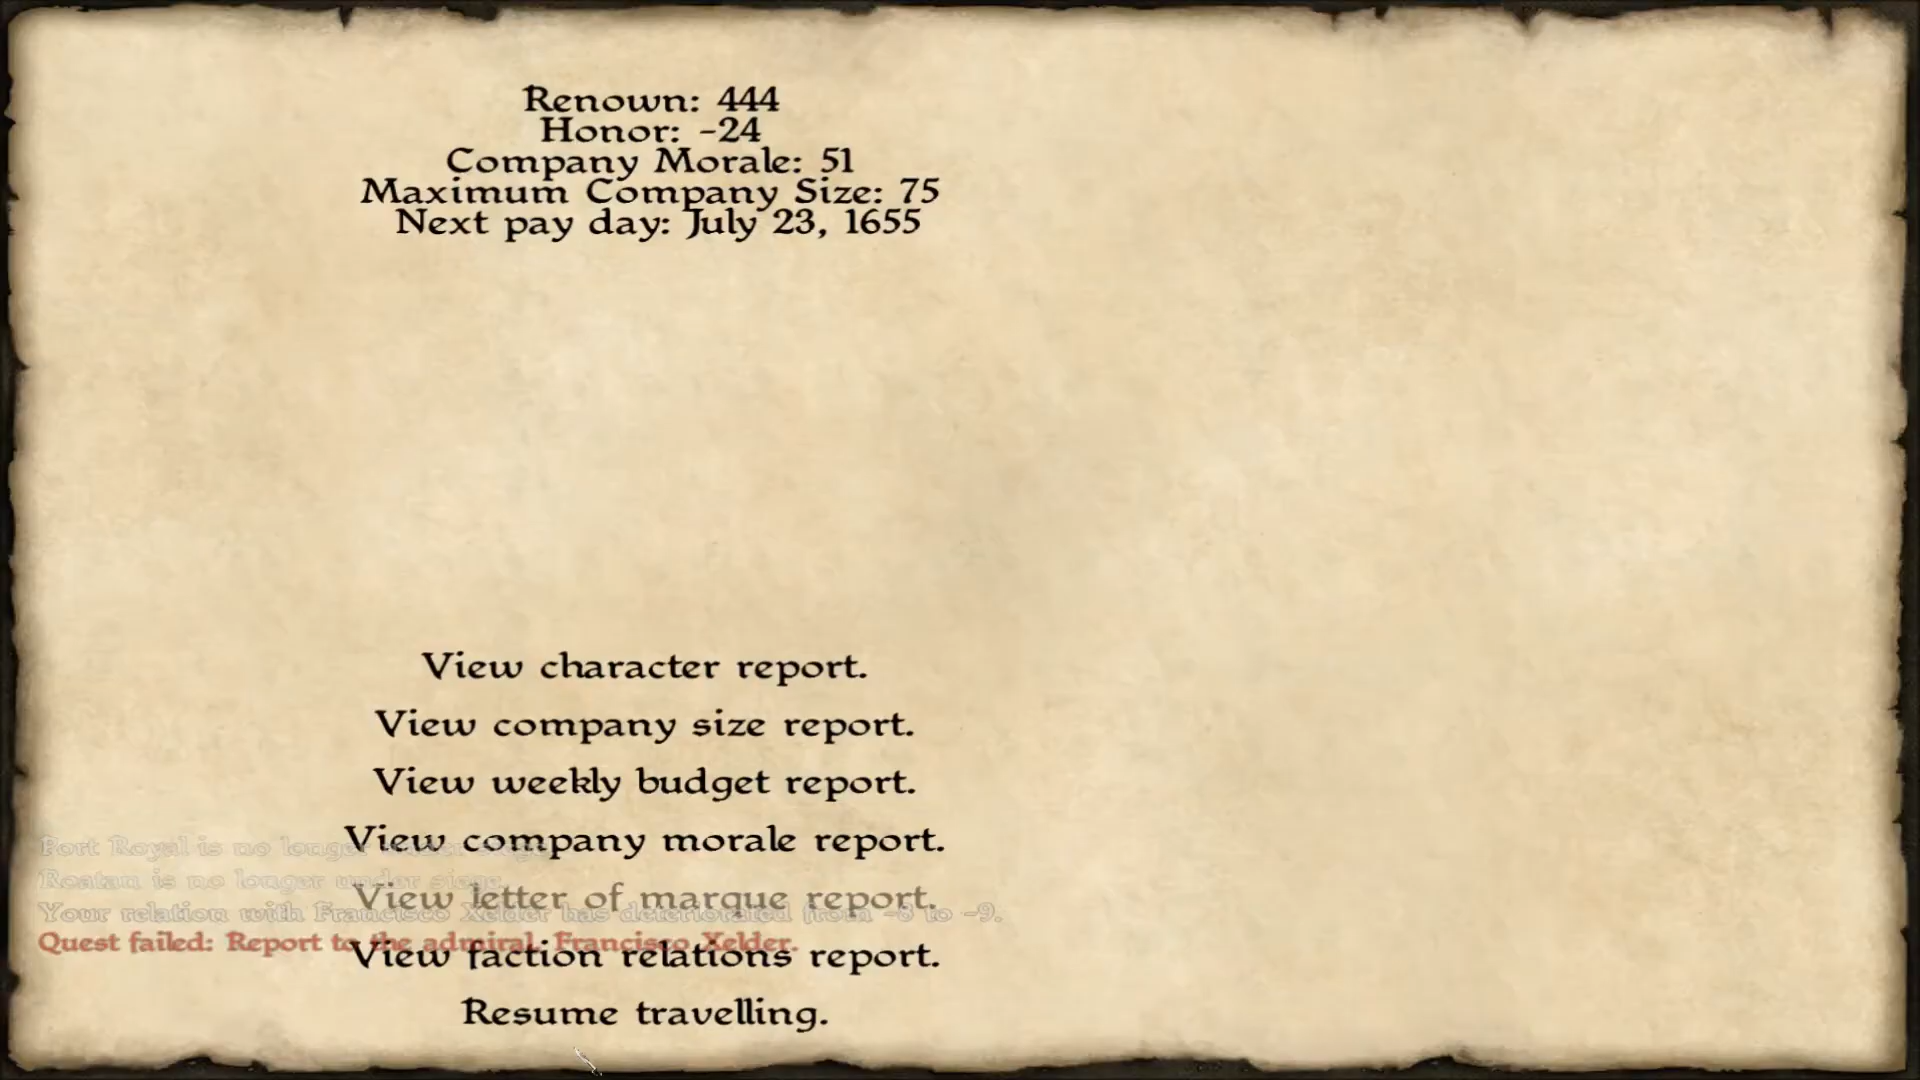 Renown: 444
Honor: -24
Company Morale: 51
Maximum Company Size: 75
Next pay day: July 23, 1655
View character report.
View company size report.
View weekly budget report.
View company morale report.
Port Royal is no longer under siege.
Roatan is no longer under siege.
View letter of marque report.
Your relation with Francisco Xelder has deteriorated from -8 to -9.
Quest failed: Report to the admiral, Francisco Xelder.
View faction relations report.
Resume travelling.